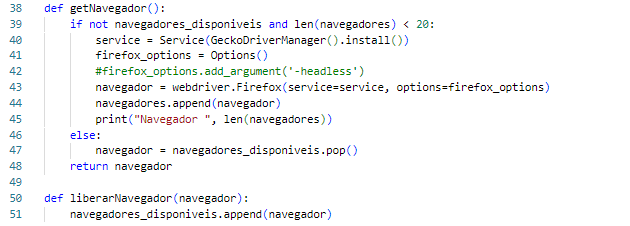 38 def getNavegador():
39     if not navegadores_disponiveis and len(navegadores) < 20:
40         service = Service(GeckoDriverManager().install())
41         firefox_options = Options()
42         #firefox_options.add_argument('-headless')
43         navegador = webdriver.Firefox(service=service, options=firefox_options)
44         navegadores.append(navegador)
45         print("Navegador ", len(navegadores))
46     else:
47         navegador = navegadores_disponiveis.pop()
48     return navegador
49
50 def liberarNavegador(navegador):
51     navegadores_disponiveis.append(navegador)